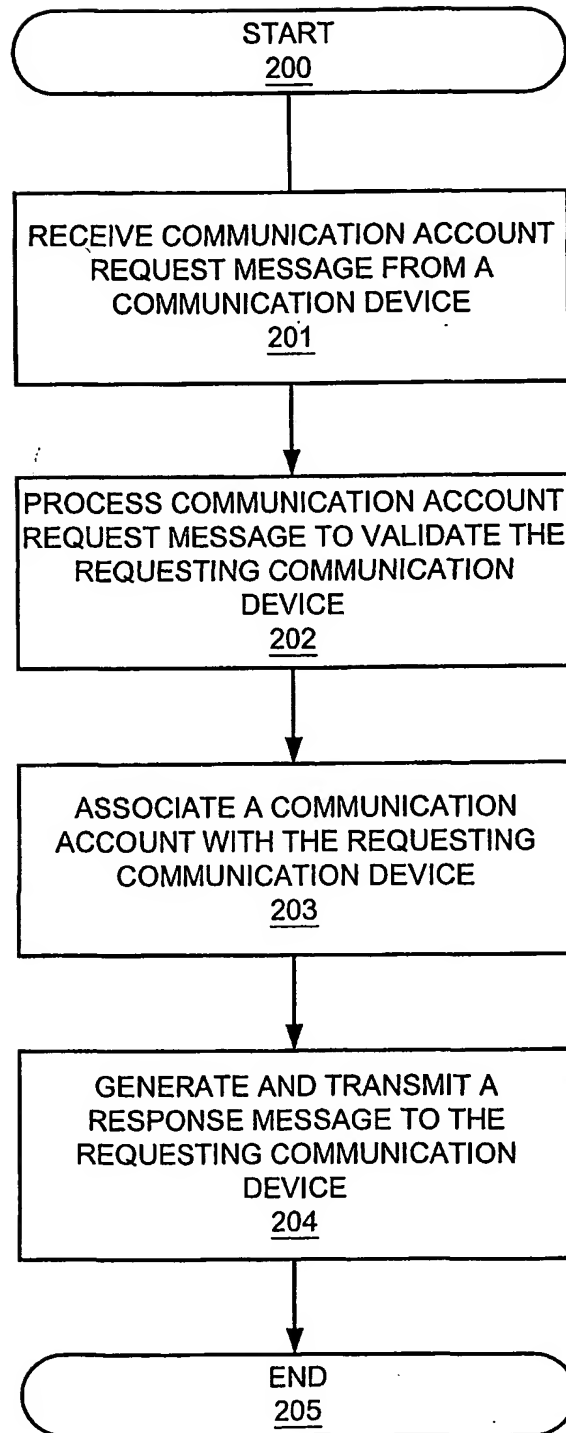 START
200
RECEIVE COMMUNICATION ACCOUNT
REQUEST MESSAGE FROM A
COMMUNICATION DEVICE
201
PROCESS COMMUNICATION ACCOUNT
REQUEST MESSAGE TO VALIDATE THE
REQUESTING COMMUNICATION
DEVICE
202
ASSOCIATE A COMMUNICATION
ACCOUNT WITH THE REQUESTING
COMMUNICATION DEVICE
203
GENERATE AND TRANSMIT A
RESPONSE MESSAGE TO THE
REQUESTING COMMUNICATION
DEVICE
204
END
205